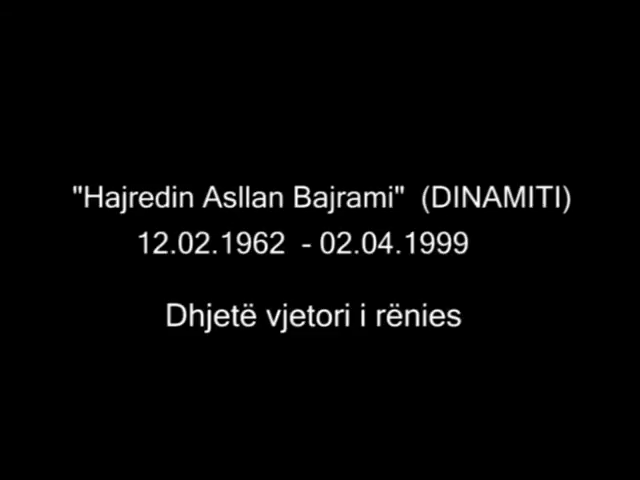 "Hajredin Asllan Bajrami" (DINAMITI)
12.02.1962 - 02.04.1999
Dhjetë vjetori i rënies